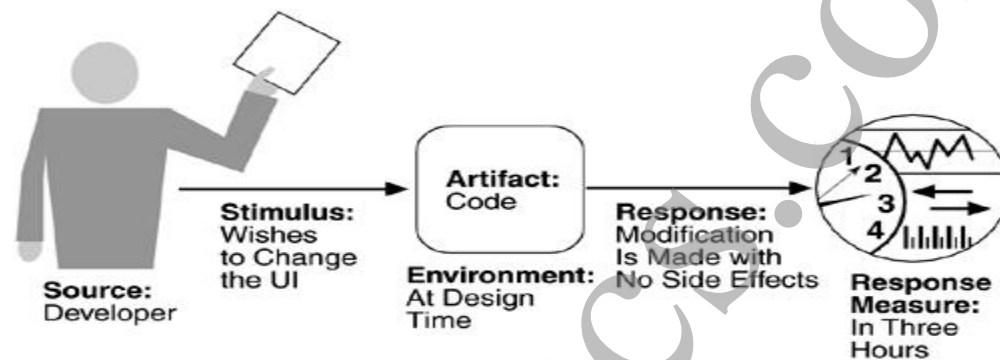 Source:
Developer
Stimulus:
Wishes
to Change
the UI
Artifact:
Code
Environment:
At Design
Time
Response:
Modification
Is Made with
No Side Effects
1
2
3
4
Response
Measure:
In Three
Hours